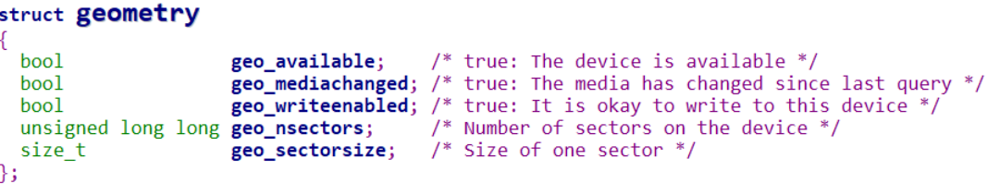 struct geometry
{
  bool               geo_available;    /* true: The device is available */
  bool               geo_mediachanged; /* true: The media has changed since last query */
  bool               geo_writeenabled; /* true: It is okay to write to this device */
  unsigned long long geo_nsectors;     /* Number of sectors on the device */
  size_t             geo_sectorsize;   /* Size of one sector */
};